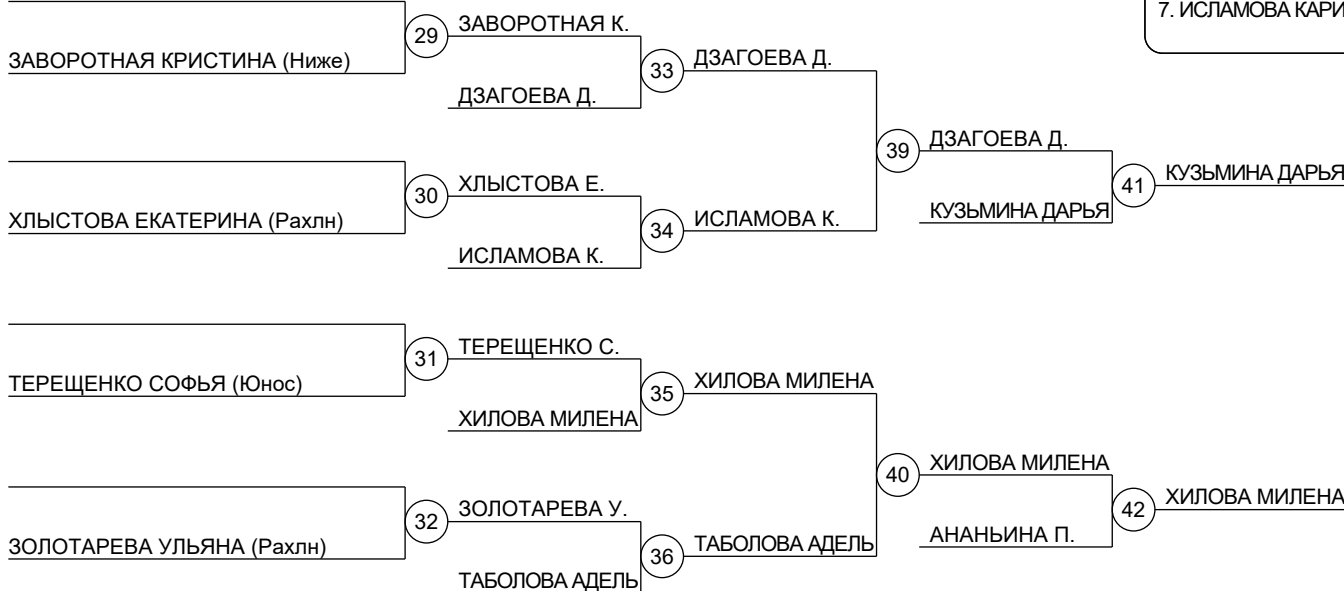 7. ИСЛАМОВА КАРИ
29
ЗАВОРОТНАЯ К.
ЗАВОРОТНАЯ КРИСТИНА (Ниже)
33
ДЗАГОЕВА Д.
ДЗАГОЕВА Д.
39
ДЗАГОЕВА Д.
30
ХЛЫСТОВА Е.
41
КУЗЬМИНА ДАРЬЯ
ХЛЫСТОВА ЕКАТЕРИНА (Рахлн)
34
ИСЛАМОВА К.
КУЗЬМИНА ДАРЬЯ
ИСЛАМОВА К.
31
ТЕРЕЩЕНКО С.
ТЕРЕЩЕНКО СОФЬЯ (Юнос)
35
ХИЛОВА МИЛЕНА
ХИЛОВА МИЛЕНА
40
ХИЛОВА МИЛЕНА
32
ЗОЛОТАРЕВА У.
42
ХИЛОВА МИЛЕНА
ЗОЛОТАРЕВА УЛЬЯНА (Рахлн)
36
ТАБОЛОВА АДЕЛЬ
АНАНЬИНА П.
ТАБОЛОВА АДЕЛЬ